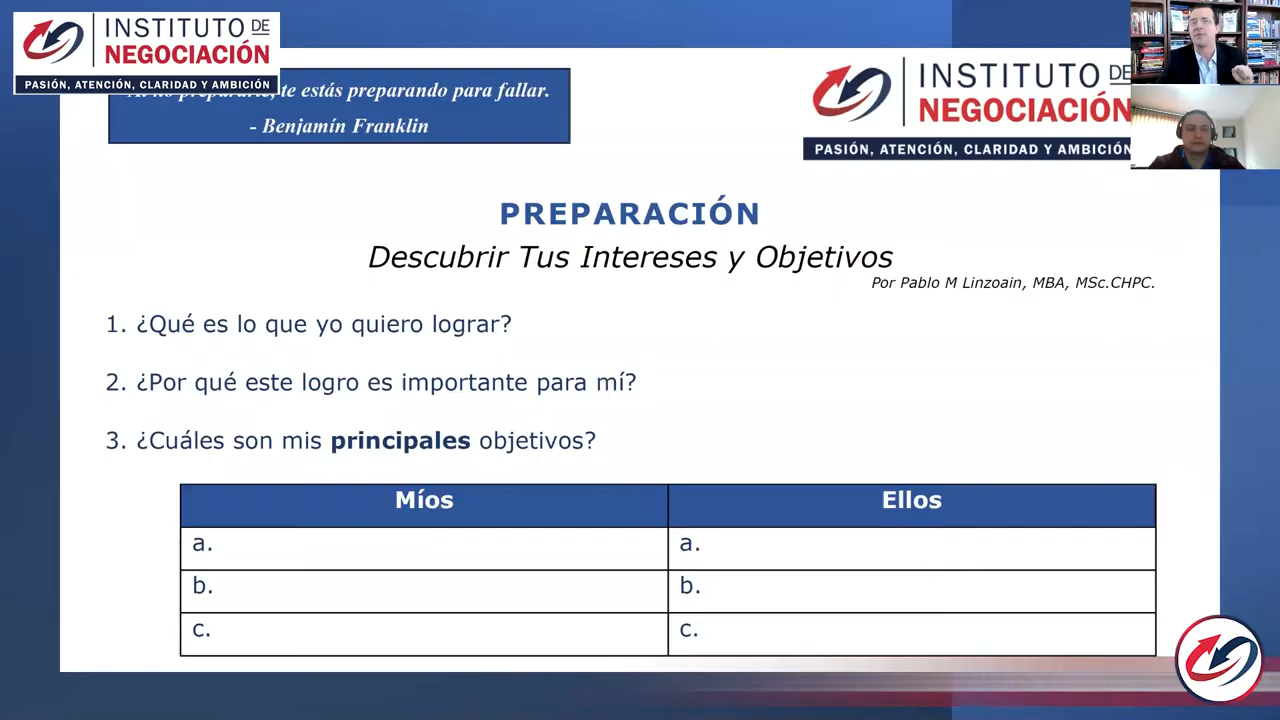 INSTITUTO DE
NEGOCIACIÓN
PASIÓN, ATENCIÓN, CLARIDAD Y AMBICIÓN
te estás preparando para fallar.
- Benjamín Franklin
INSTITUTO DE
NEGOCIACIÓN
PASIÓN, ATENCIÓN, CLARIDAD Y AMBICIÓN
PREPARACIÓN
Descubrir Tus Intereses y Objetivos
Por Pablo M Linzoain, MBA, MSc.CHPC.
1. ¿Qué es lo que yo quiero lograr?
2. ¿Por qué este logro es importante para mí?
3. ¿Cuáles son mis principales objetivos?
Míos Ellos
a. a.
b. b.
c. c.